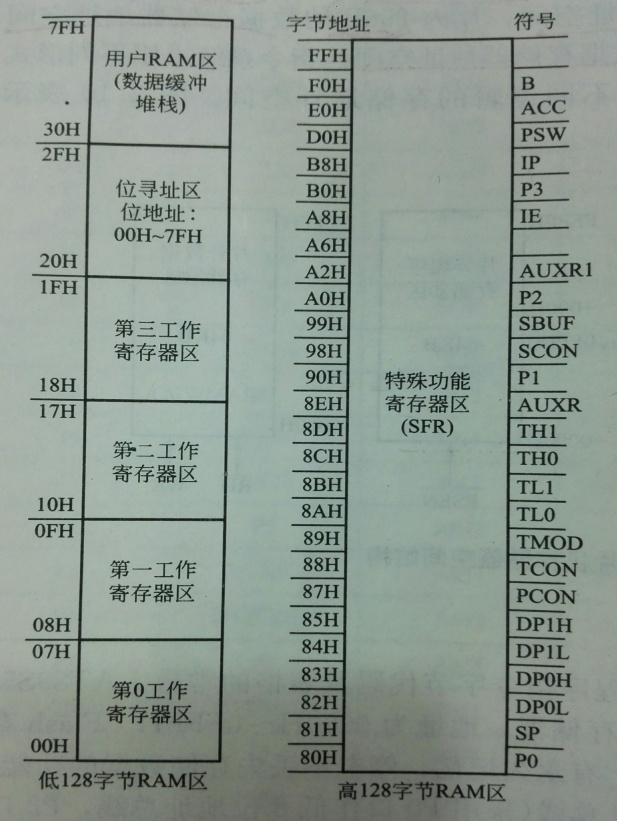 7FH
用户RAM区
(数据缓冲
堆栈)
30H
2FH
位寻址区
位地址：
00H~7FH
20H
1FH
第三工作
寄存器区
18H
17H
第二工作
寄存器区
10H
0FH
第一工作
寄存器区
08H
07H
第0工作
寄存器区
00H
低128字节RAM区
字节地址 符号
FFH
F0H B
E0H ACC
D0H PSW
B8H IP
B0H P3
A8H IE
A6H
A2H AUXR1
A0H P2
99H SBUF
98H SCON
90H P1
特殊功能
寄存器区
(SFR)
8EH AUXR
8DH TH1
8CH TH0
8BH TL1
8AH TL0
89H TMOD
88H TCON
87H PCON
85H DP1H
84H DP1L
83H DP0H
82H DP0L
81H SP
80H P0
高128字节RAM区